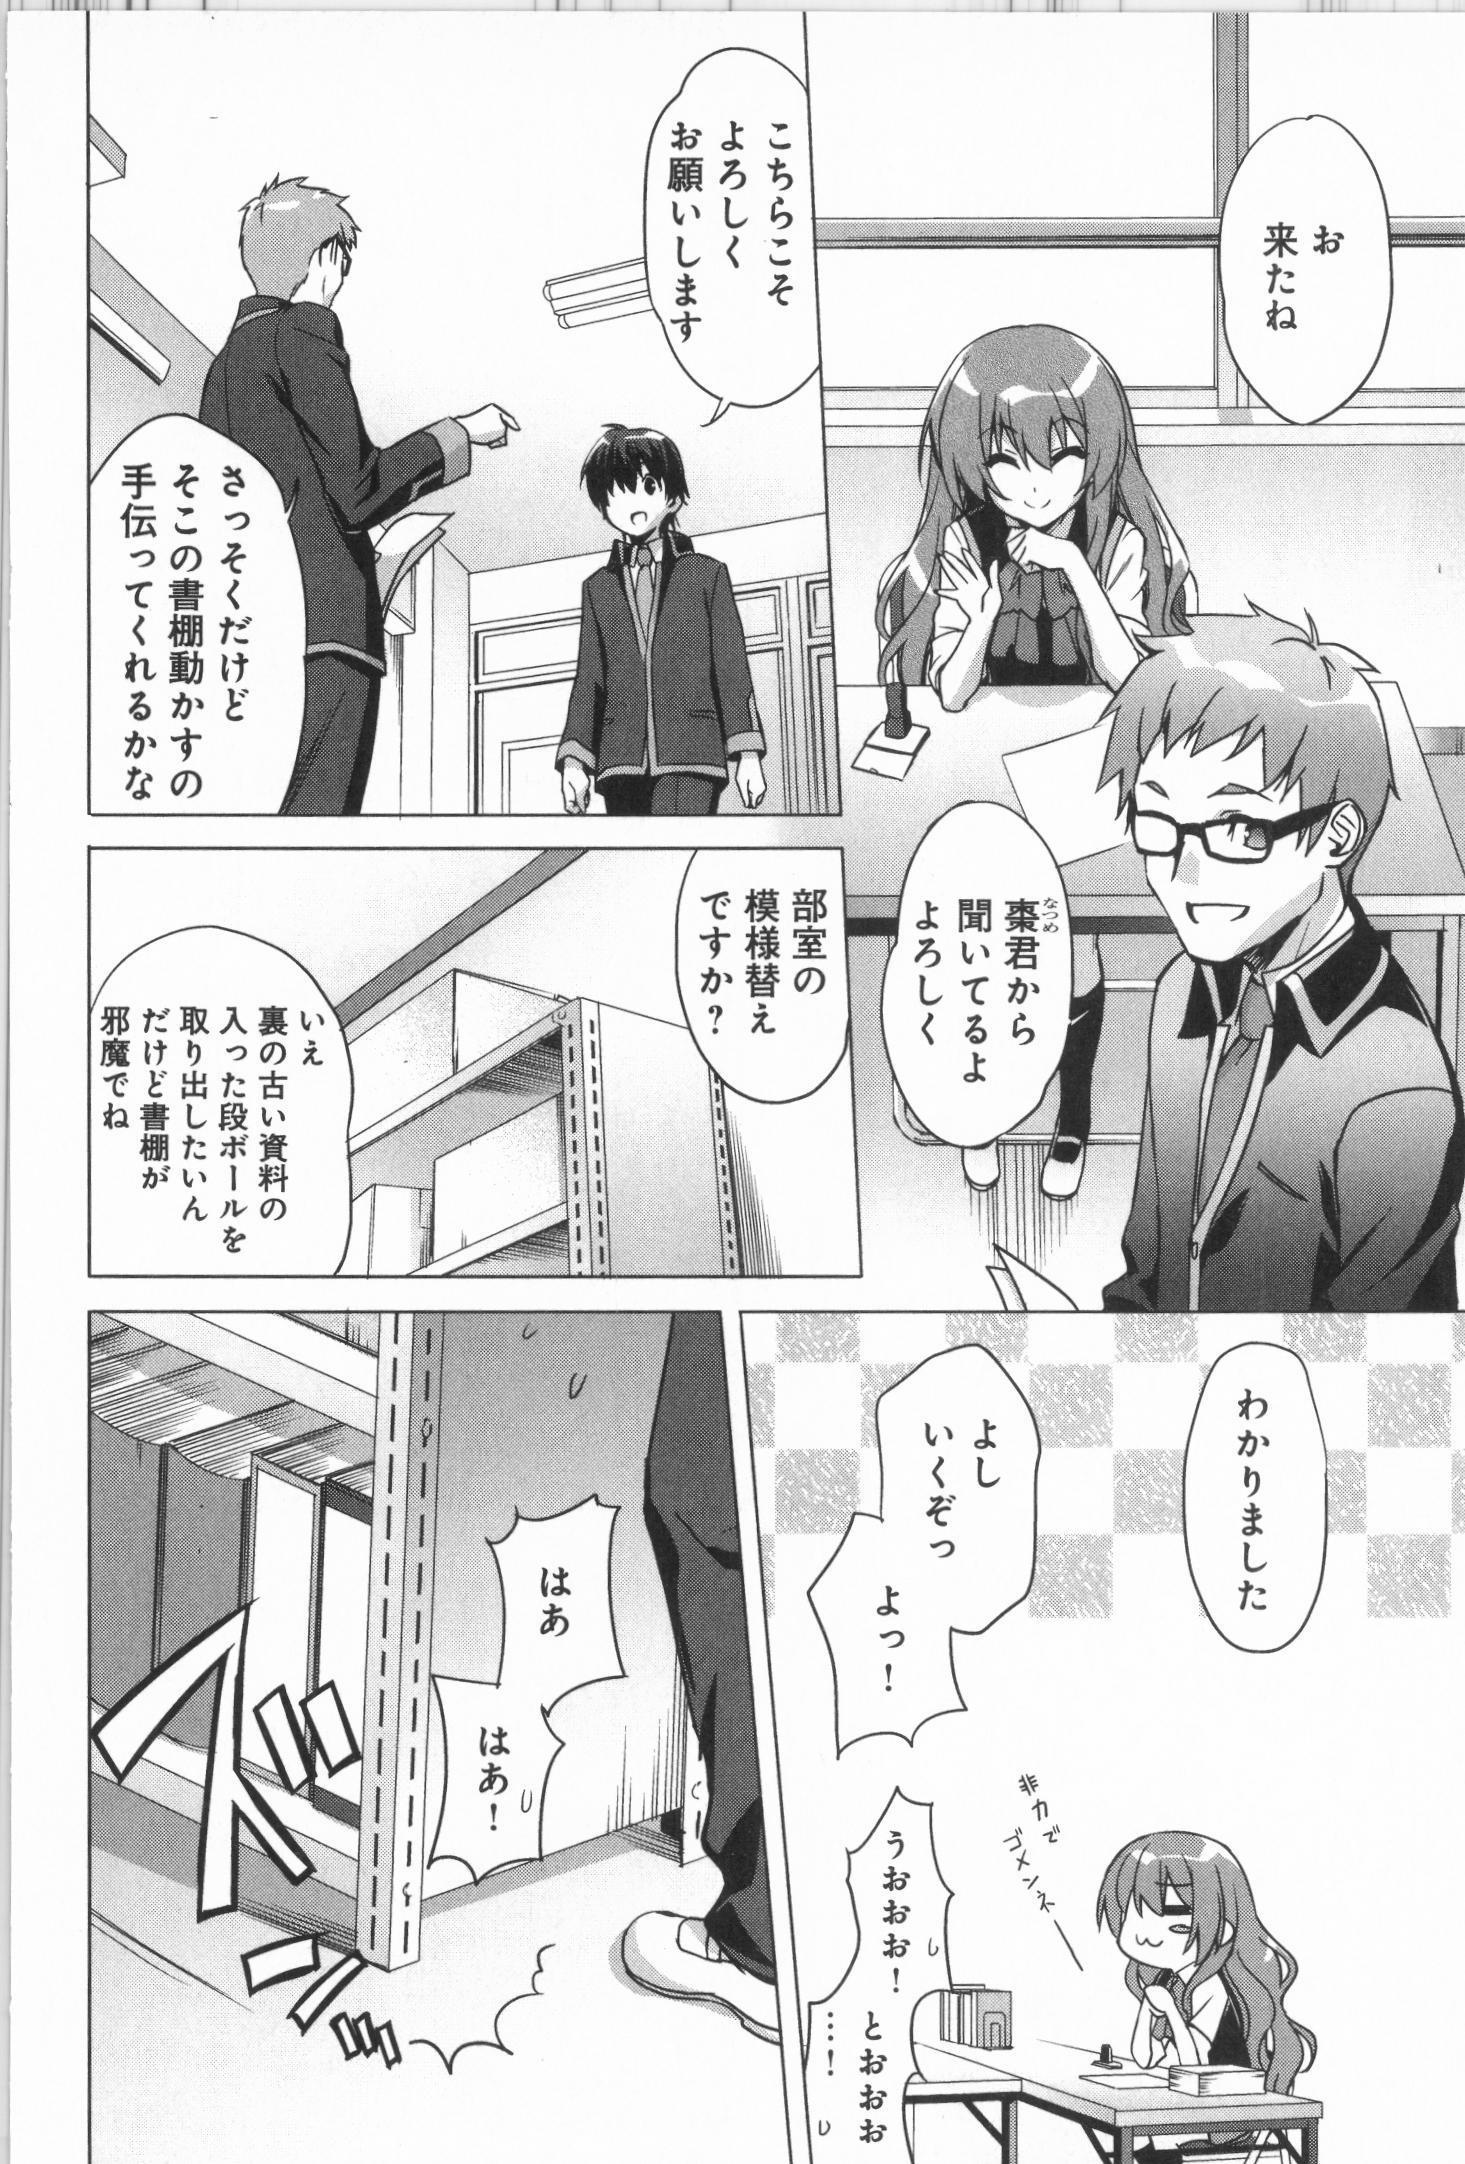 お
来たね
棗君から
なつめ
聞いてるよ
よろしく
こちらこそ
よろしく
お願いします
さっそくだけど
そこの書棚動かすの
手伝ってくれるかな
部室の
模様替え
ですか？
いえ
裏の古い資料の
入った段ボールを
取り出したいん
だけど書棚が
邪魔でね
わかりました
よし
いくぞっ
よっ！
非力で
ゴメンネー
うおおお！
とおおおお
…！
はあ
はあ！
ズズッ
ズッ